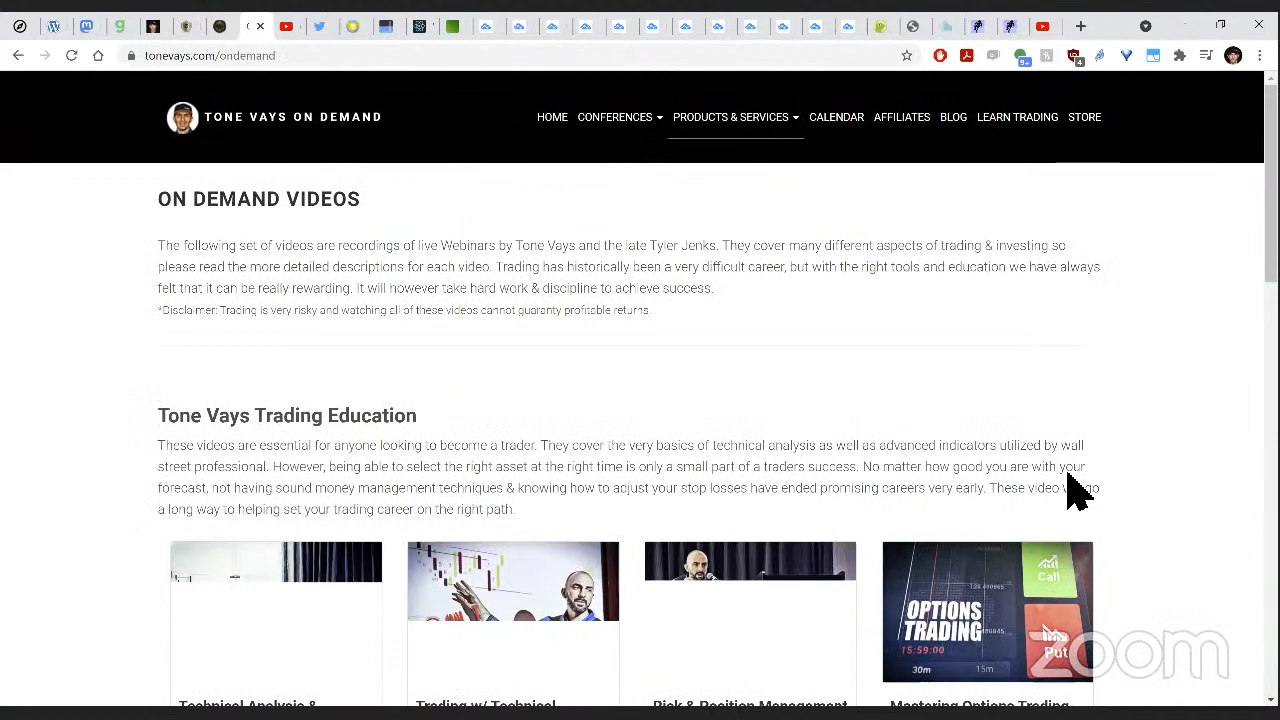 tonevays.com/ondemand
9+
4
TONE VAYS ON DEMAND
HOME CONFERENCES PRODUCTS & SERVICES CALENDAR AFFILIATES BLOG LEARN TRADING STORE
ON DEMAND VIDEOS
The following set of videos are recordings of live Webinars by Tone Vays and the late Tyler Jenks. They cover many different aspects of trading & investing so
please read the more detailed descriptions for each video. Trading has historically been a very difficult career, but with the right tools and education we have always
felt that it can be really rewarding. It will however take hard work & discipline to achieve success.
*Disclaimer: Trading is very risky and watching all of these videos cannot guaranty profitable returns.
Tone Vays Trading Education
These videos are essential for anyone looking to become a trader. They cover the very basics of technical analysis as well as advanced indicators utilized by wall
street professional. However, being able to select the right asset at the right time is only a small part of a traders success. No matter how good you are with your
forecast, not having sound money management techniques & knowing how to adjust your stop losses have ended promising careers very early. These video go
a long way to helping set your trading career on the right path.
Call
OPTIONS
TRADING
15:59:00
30m 15m
Put
zoom
Technical Analysis &
Trading w/ Technical
Risk & Position Management
Mastering Options Trading